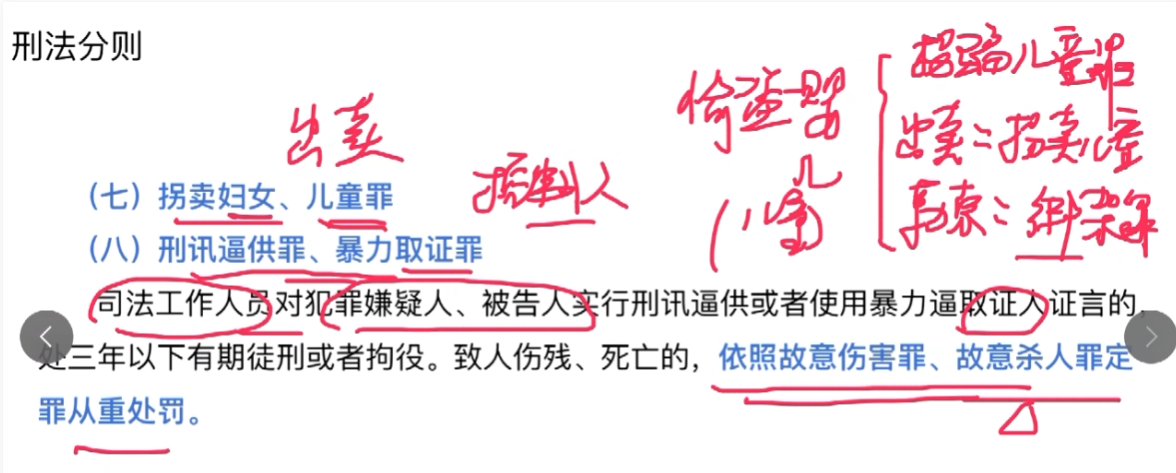 刑法分则
拐骗儿童罪
偷盗婴
儿
(儿童)
出卖：拐卖儿童
勒索：绑架罪
出卖
控制人
（七）拐卖妇女、儿童罪
（八）刑讯逼供罪、暴力取证罪
司法工作人员对犯罪嫌疑人、被告人实行刑讯逼供或者使用暴力逼取证人证言的，
处三年以下有期徒刑或者拘役。致人伤残、死亡的，依照故意伤害罪、故意杀人罪定
罪从重处罚。